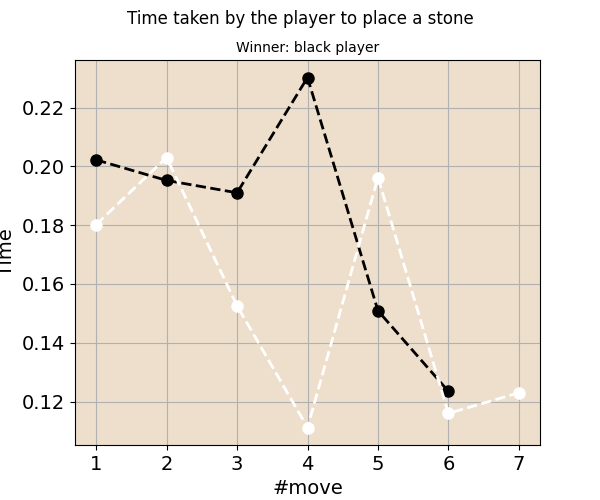 Time taken by the player to place a stone
Winner: black player
0.22
0.20
0.18
0.16
0.14
0.12
Time
1 2 3 4 5 6 7
#move